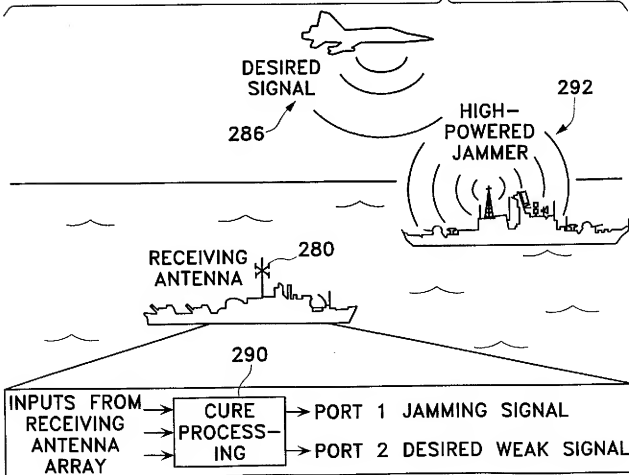 DESIRED
SIGNAL
286
HIGH-
POWERED
JAMMER
292
RECEIVING
ANTENNA
280
290
INPUTS FROM
RECEIVING
ANTENNA
ARRAY
CURE
PROCESS-
ING
PORT 1 JAMMING SIGNAL
PORT 2 DESIRED WEAK SIGNAL